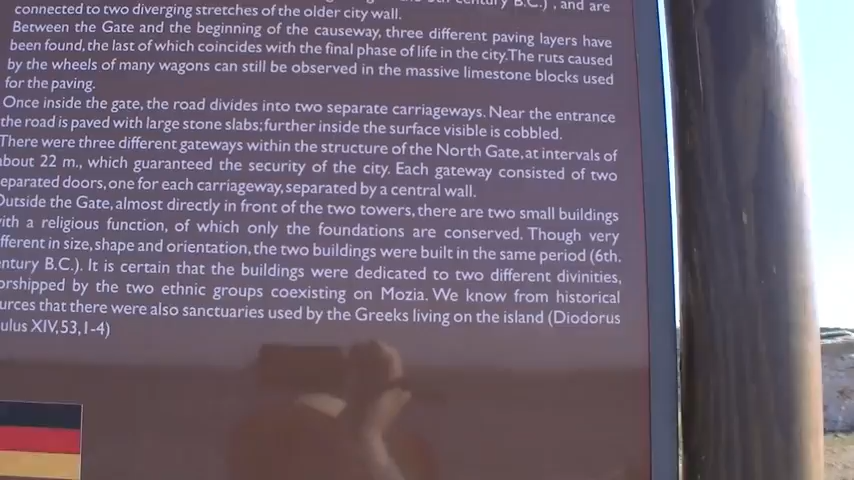 century B.C.), and are
connected to two diverging stretches of the older city wall.
Between the Gate and the beginning of the causeway, three different paving layers have
been found, the last of which coincides with the final phase of life in the city.The ruts caused
by the wheels of many wagons can still be observed in the massive limestone blocks used
for the paving.
Once inside the gate, the road divides into two separate carriageways. Near the entrance
the road is paved with large stone slabs;further inside the surface visible is cobbled.
There were three different gateways within the structure of the North Gate, at intervals of
about 22 m., which guaranteed the security of the city. Each gateway consisted of two
eparated doors, one for each carriageway, separated by a central wall.
Outside the Gate, almost directly in front of the two towers, there are two small buildings
ith a religious function, of which only the foundations are conserved. Though very
fferent in size, shape and orientation, the two buildings were built in the same period (6th.
entury B.C.). It is certain that the buildings were dedicated to two different divinities,
orshipped by the two ethnic groups coexisting on Mozia. We know from historical
urces that there were also sanctuaries used by the Greeks living on the island (Diodorus
ulus XIV,53,1-4)